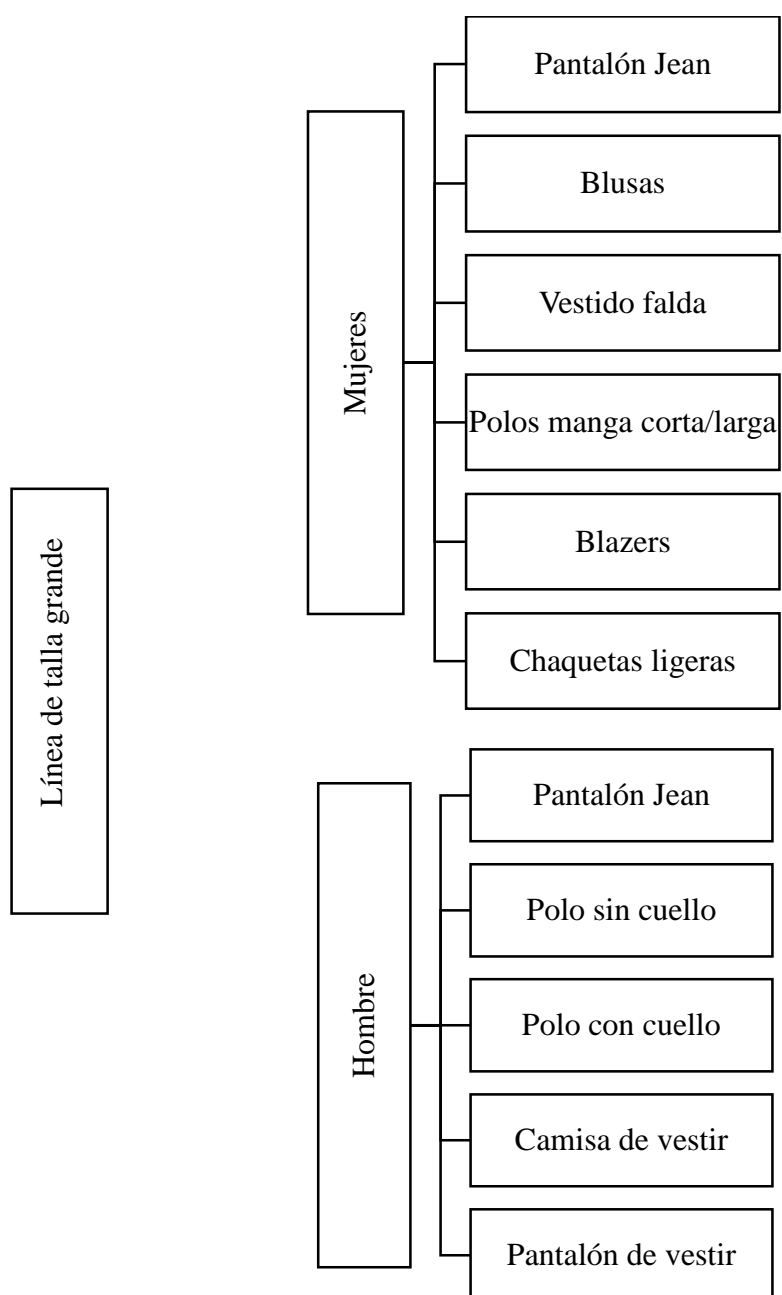 Línea de talla grande
Mujeres
Pantalón Jean
Blusas
Vestido falda
Polos manga corta/larga
Blazers
Chaquetas ligeras
Hombre
Pantalón Jean
Polo sin cuello
Polo con cuello
Camisa de vestir
Pantalón de vestir